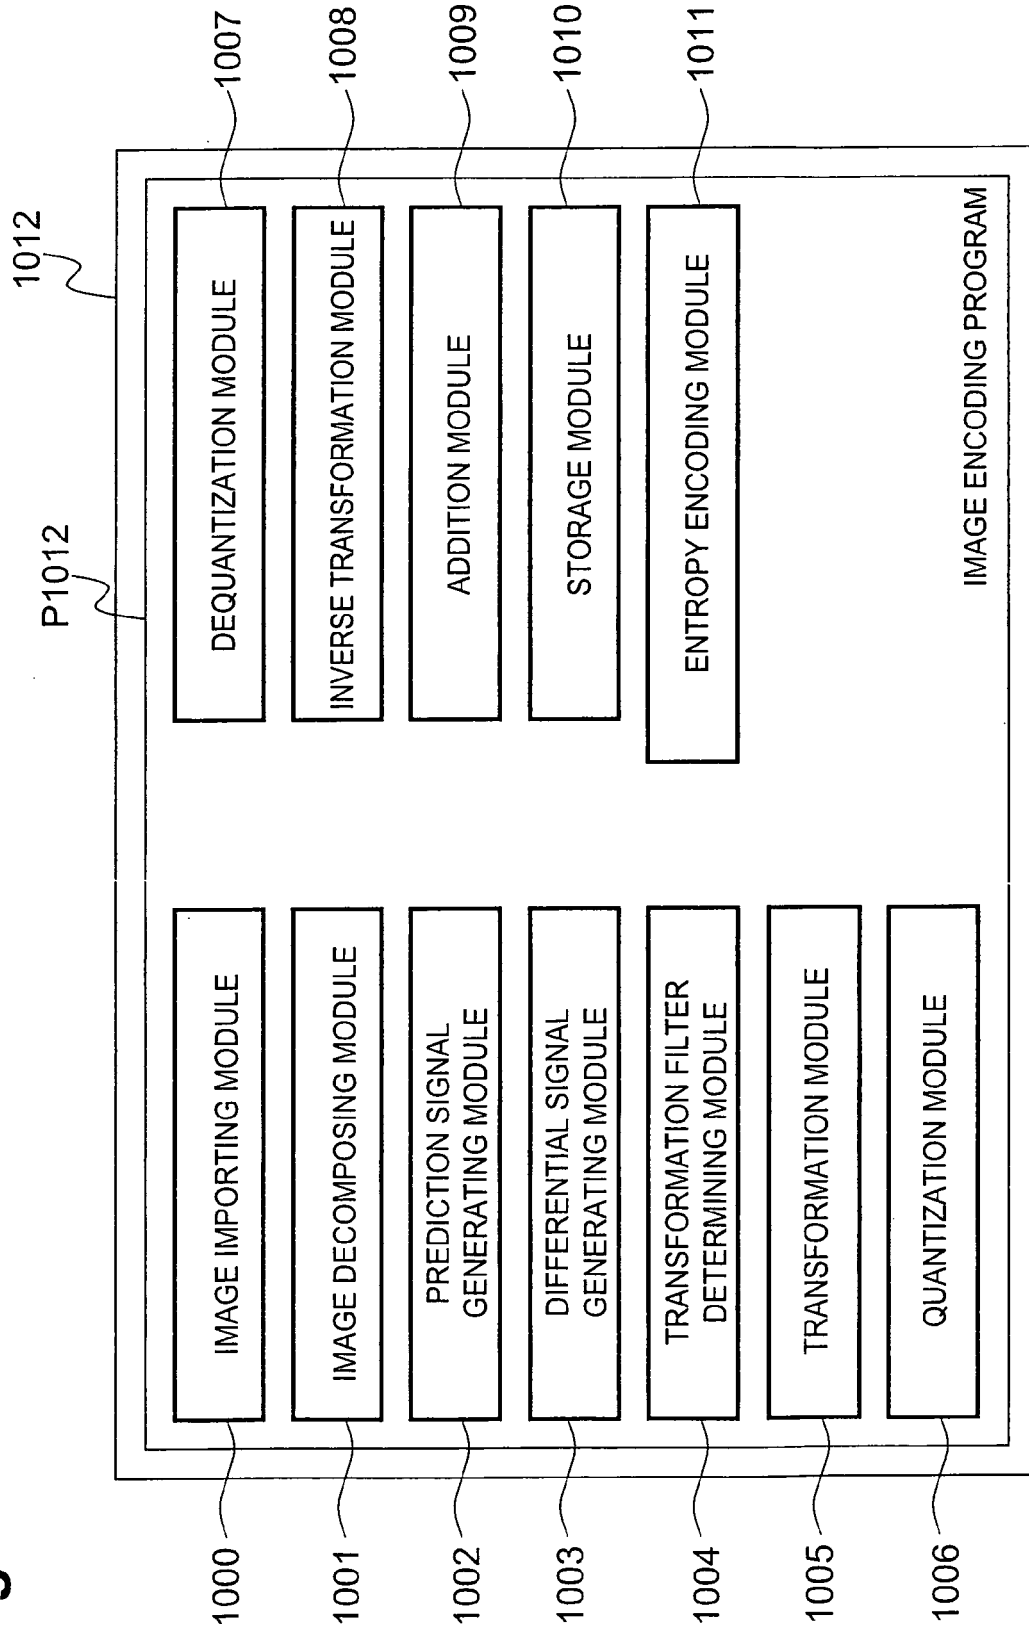 1012
P1012
1000
IMAGE IMPORTING MODULE
1001
IMAGE DECOMPOSING MODULE
1002
PREDICTION SIGNAL
GENERATING MODULE
1003
DIFFERENTIAL SIGNAL
GENERATING MODULE
1004
TRANSFORMATION FILTER
DETERMINING MODULE
1005
TRANSFORMATION MODULE
1006
QUANTIZATION MODULE
DEQUANTIZATION MODULE
1007
INVERSE TRANSFORMATION MODULE
1008
ADDITION MODULE
1009
STORAGE MODULE
1010
ENTROPY ENCODING MODULE
1011
IMAGE ENCODING PROGRAM